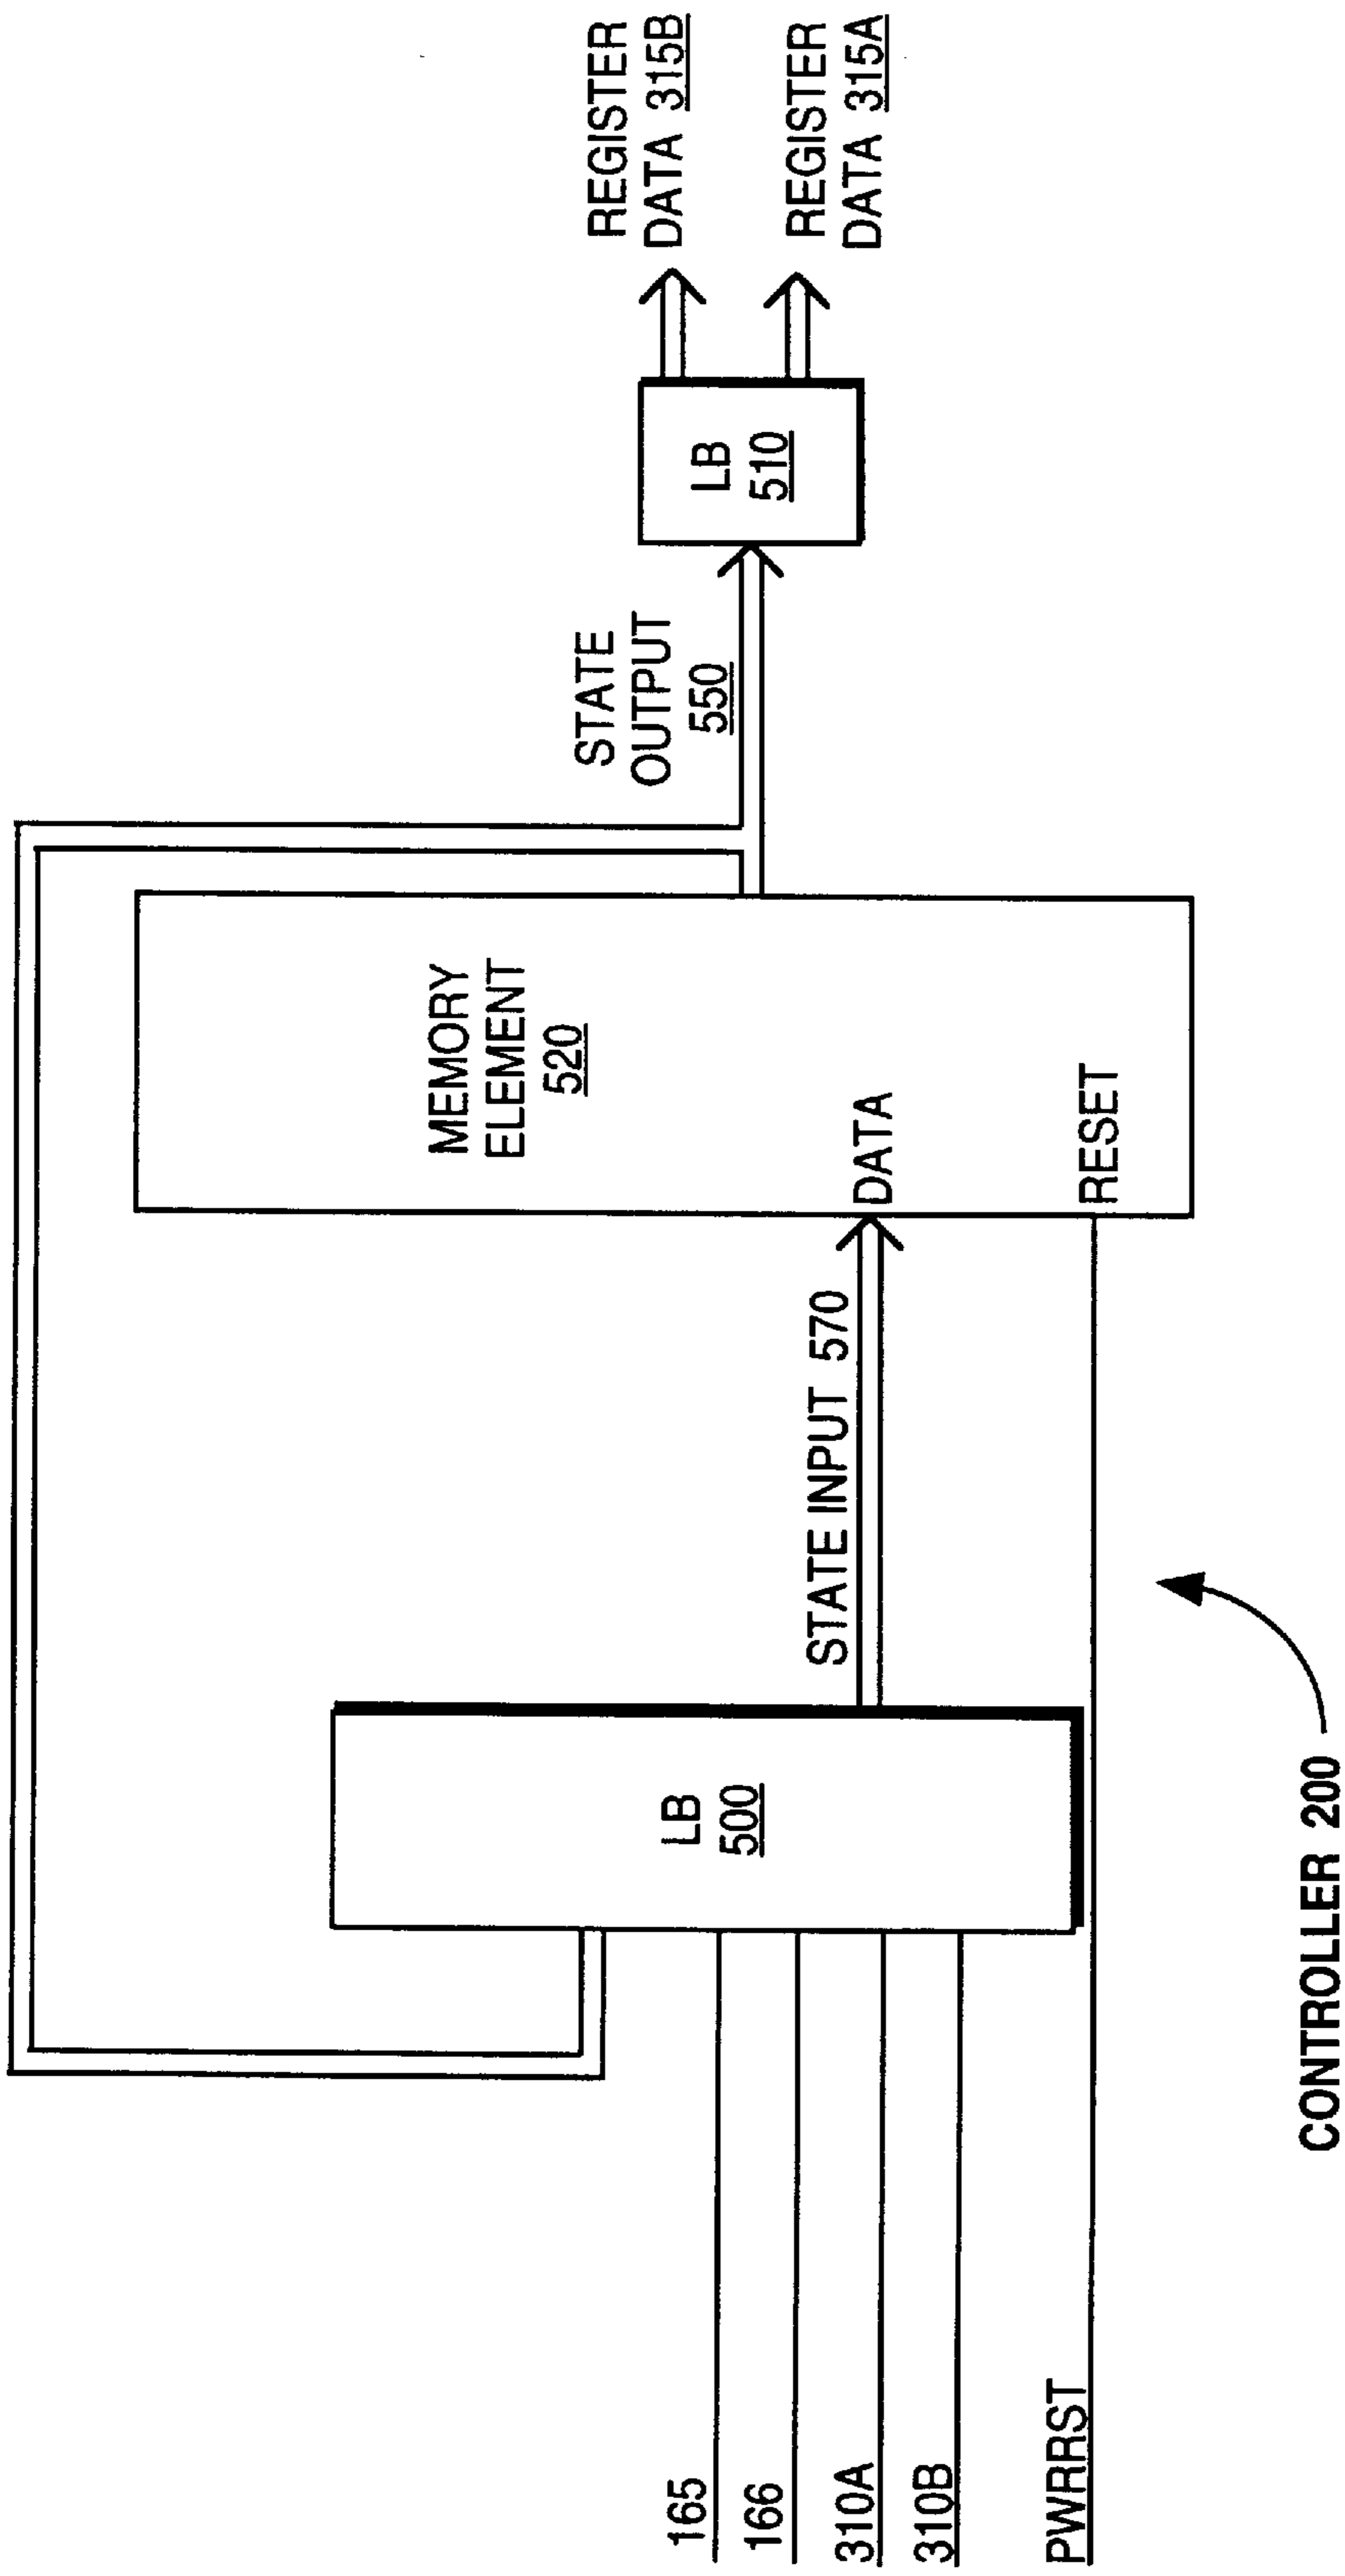 165
166
310A
310B
PWRRST
LB
500
STATE INPUT 570
MEMORY
ELEMENT
520
DATA
RESET
STATE
OUTPUT
550
LB
510
REGISTER
DATA 315B
REGISTER
DATA 315A
CONTROLLER 200